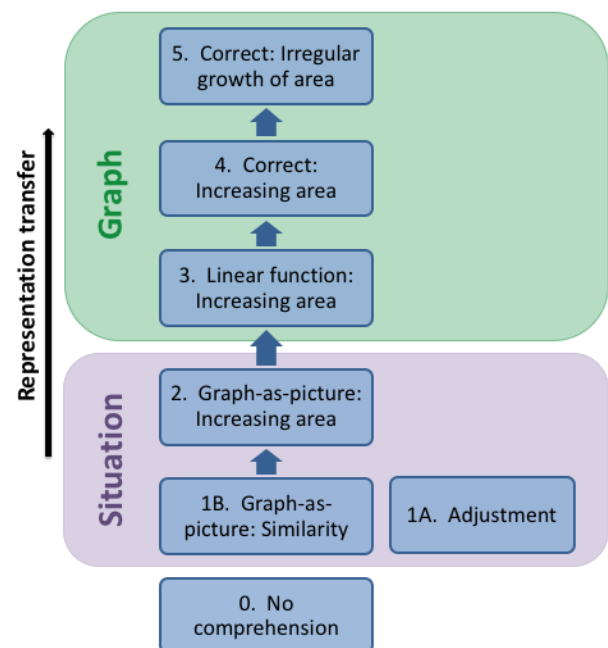 5. Correct: Irregular
growth of area
4. Correct:
Increasing area
3. Linear function:
Increasing area
Graph
Representation transfer
2. Graph-as-picture:
Increasing area
1B. Graph-as-
picture: Similarity
1A. Adjustment
Situation
0. No
comprehension